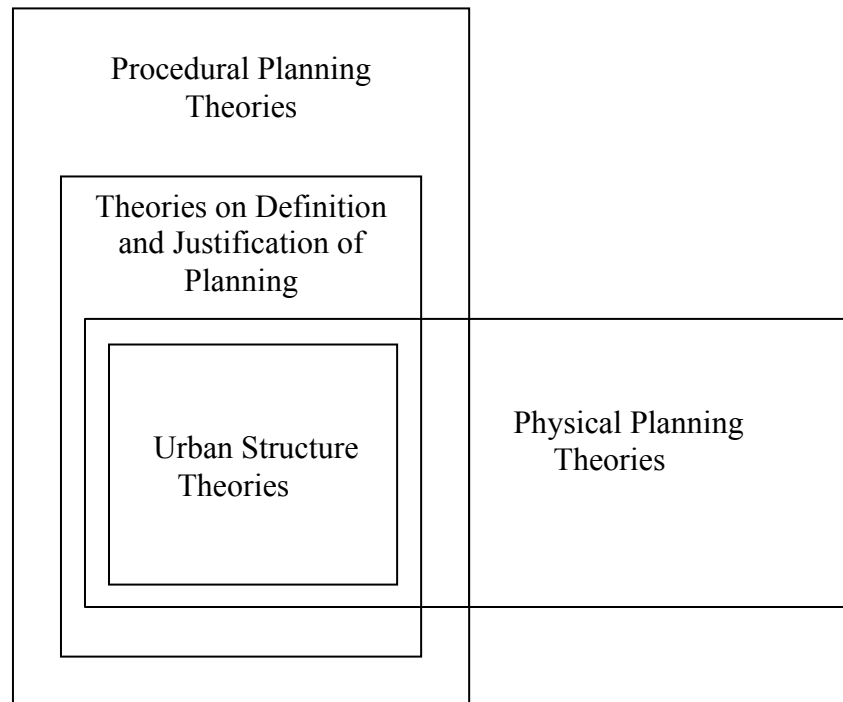 Procedural Planning
Theories
Theories on Definition
and Justification of
Planning
Urban Structure
Theories
Physical Planning
Theories